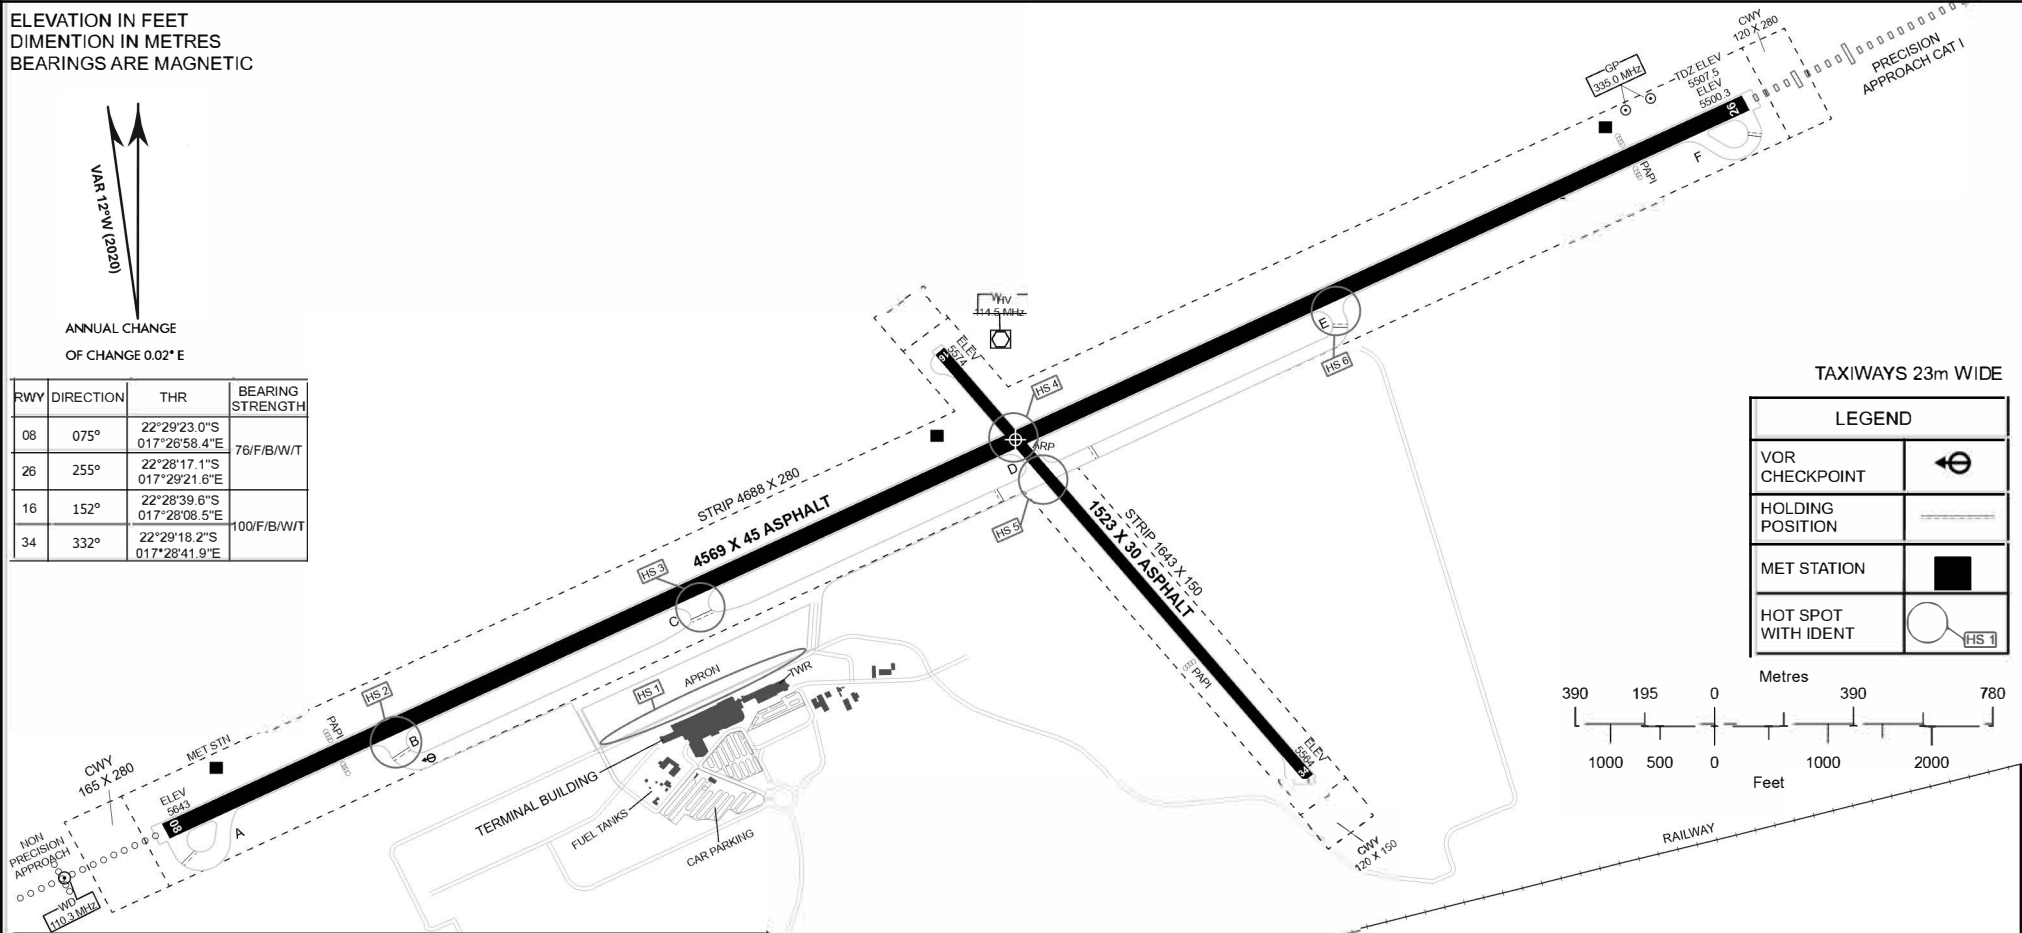 ELEVATION IN FEET
DIMENTION IN METRES
BEARINGS ARE MAGNETIC
VAR 12°W (2020)
ANNUAL CHANGE
OF CHANGE 0.02° E
RWY DIRECTION THR BEARING STRENGTH
08 075° 22°29'23.0"S 017°26'58.4"E 76/F/B/W/T
26 255° 22°28'17.1"S 017°29'21.6"E
16 152° 22°28'39.6"S 017°28'08.5"E 100/F/B/W/T
34 332° 22°29'18.2"S 017°28'41.9"E
CWY
120 X 280
PRECISION
APPROACH CAT I
GP
335.0 MHz
TDZ ELEV
5507.5
ELEV
5500.3
26
F
PAPI
HV
114.5 MHz
ELEV
5574
16
HS 4
ARP
D
HS 5
E
HS 6
STRIP 4688 X 280
4569 X 45 ASPHALT
STRIP 1643 X 150
1523 X 30 ASPHALT
PAPI
ELEV
5564
CWY
120 X 150
HS 3
C
HS 2
B
PAPI
MET STN
CWY
165 X 280
ELEV
5643
08
A
NON
PRECISION
APPROACH
WD
110.3 MHz
HS 1
APRON
TWR
TERMINAL BUILDING
FUEL TANKS
CAR PARKING
TAXIWAYS 23m WIDE
LEGEND
VOR
CHECKPOINT
HOLDING
POSITION
MET STATION
HOT SPOT
WITH IDENT
HS 1
Metres
390 195 0 390 780
1000 500 0 1000 2000
Feet
RAILWAY